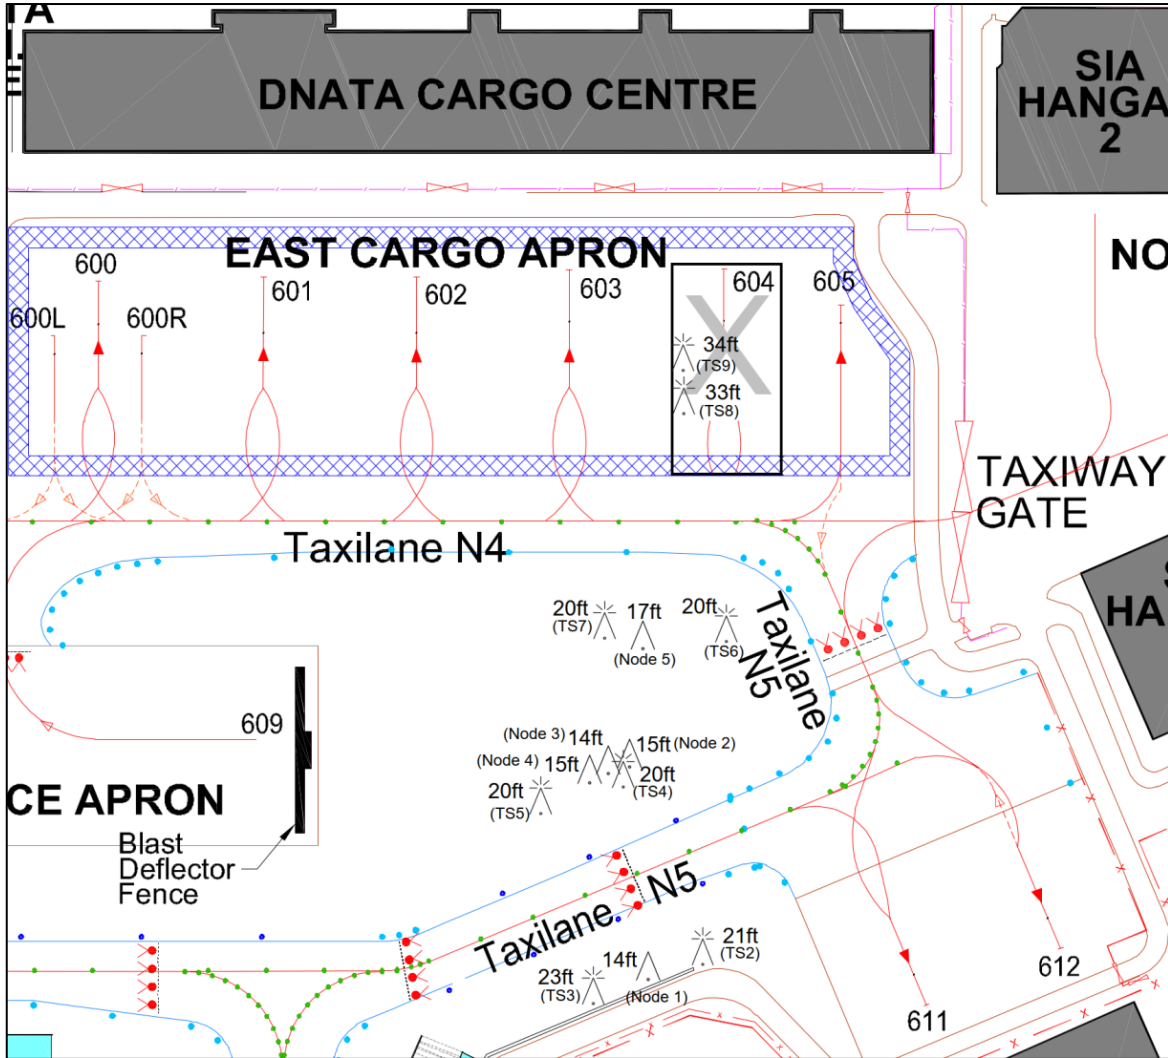 TA
DNATA CARGO CENTRE
SIA
HANGA
2
EAST CARGO APRON
NO
600
600L
600R
601
602
603
604
605
X
34ft
(TS9)
33ft
(TS8)
TAXIWAY
GATE
Taxilane N4
20ft
(TS7)
17ft
(Node 5)
20ft
(TS6)
Taxilane
N5
HA
609
(Node 3) 14ft
15ft (Node 2)
(Node 4) 15ft
20ft
(TS4)
20ft
(TS5)
CE APRON
Blast
Deflector
Fence
Taxilane N5
21ft
(TS2)
14ft
(Node 1)
23ft
(TS3)
611
612